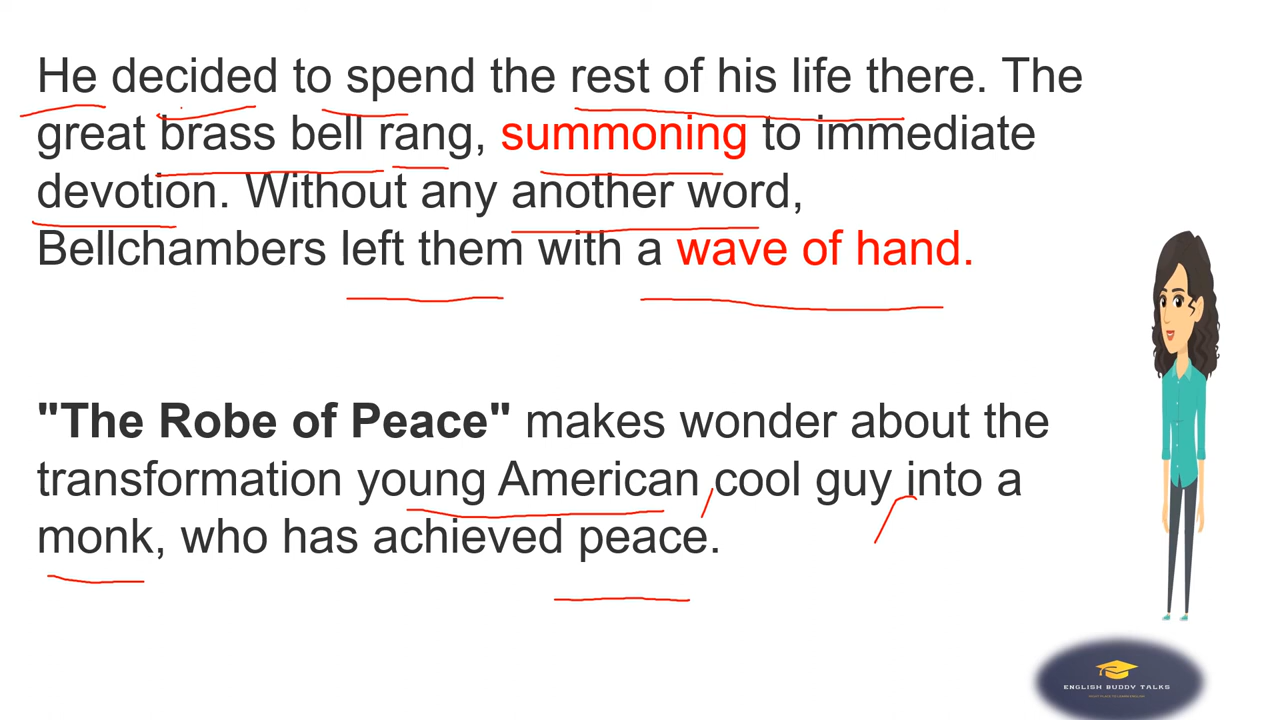 He decided to spend the rest of his life there. The
great brass bell rang, summoning to immediate
devotion. Without any another word,
Bellchambers left them with a wave of hand.
"The Robe of Peace" makes wonder about the
transformation young American cool guy into a
monk, who has achieved peace.
ENGLISH BUDDY TALKS